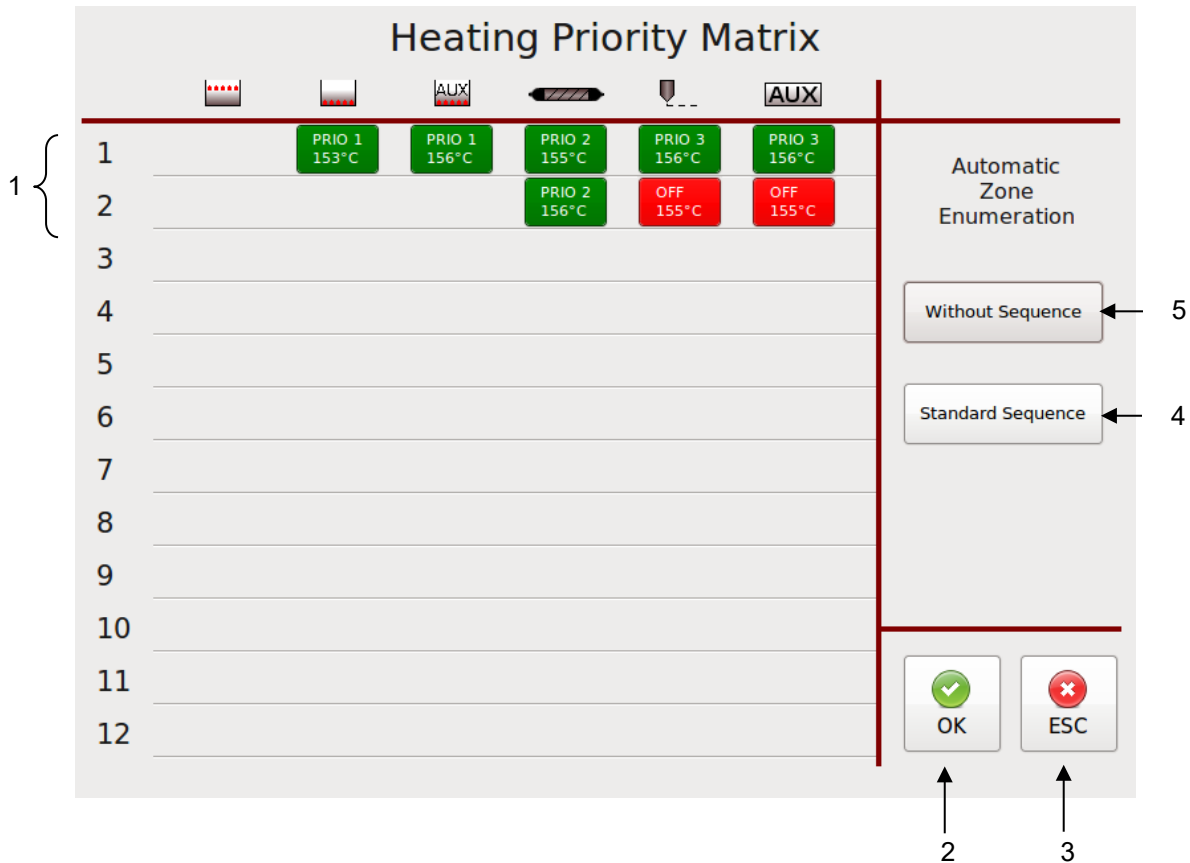 Heating Priority Matrix
AUX AUX
1 PRIO 1 PRIO 1 PRIO 2 PRIO 3 PRIO 3
153°C 156°C 155°C 156°C 156°C
2 PRIO 2 OFF OFF
156°C 155°C 155°C
3
4
5
6
7
8
9
10
11
12
1
Automatic
Zone
Enumeration
Without Sequence
5
Standard Sequence
4
OK ESC
2 3